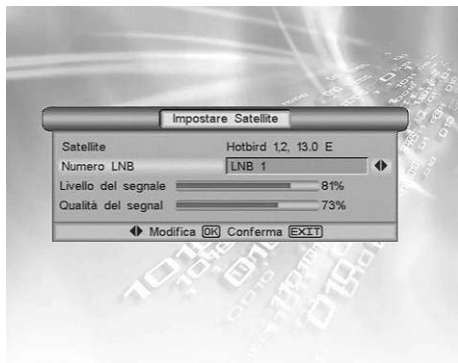 Impostare Satellite
Satellite Hotbird 1,2, 13.0 E
Numero LNB LNB 1
Livello del segnale 81%
Qualità del segnal 73%
Modifica OK Conferma EXIT